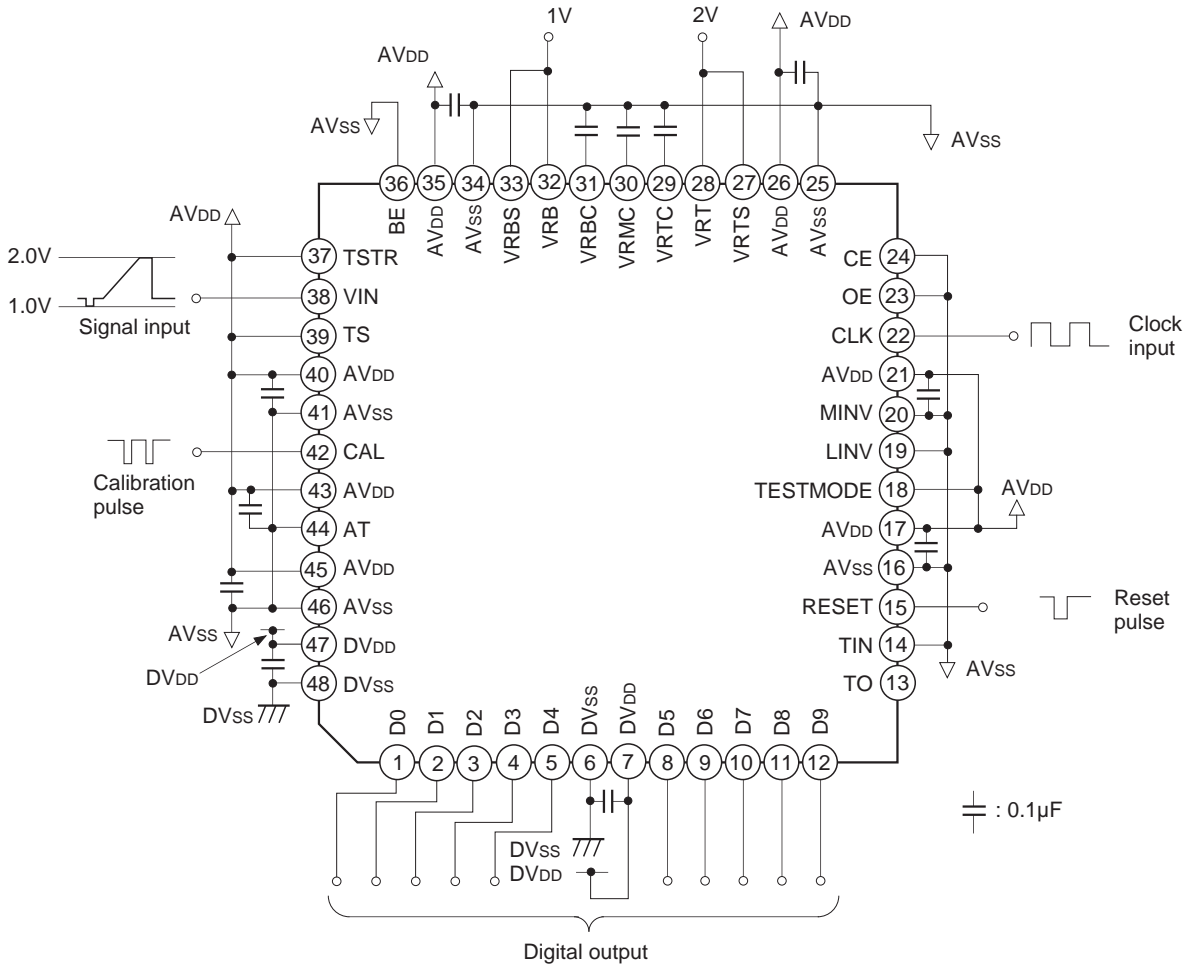 1V
2V
AVDD
AVDD
AVSS
AVSS
36 35 34 33 32 31 30 29 28 27 26 25
BE AVDD AVSS VRBS VRB VRBC VRMC VRTC VRT VRTS AVDD AVSS
AVDD
2.0V
1.0V
Signal input
Calibration
pulse
AVSS
DVDD
DVSS
37 TSTR
38 VIN
39 TS
40 AVDD
41 AVSS
42 CAL
43 AVDD
44 AT
45 AVDD
46 AVSS
47 DVDD
48 DVSS
CE 24
OE 23
CLK 22
AVDD 21
MINV 20
LINV 19
TESTMODE 18
AVDD 17
AVSS 16
RESET 15
TIN 14
TO 13
Clock
input
AVDD
Reset
pulse
AVSS
D0 D1 D2 D3 D4 DVSS DVDD D5 D6 D7 D8 D9
1 2 3 4 5 6 7 8 9 10 11 12
: 0.1µF
DVSS
DVDD
Digital output